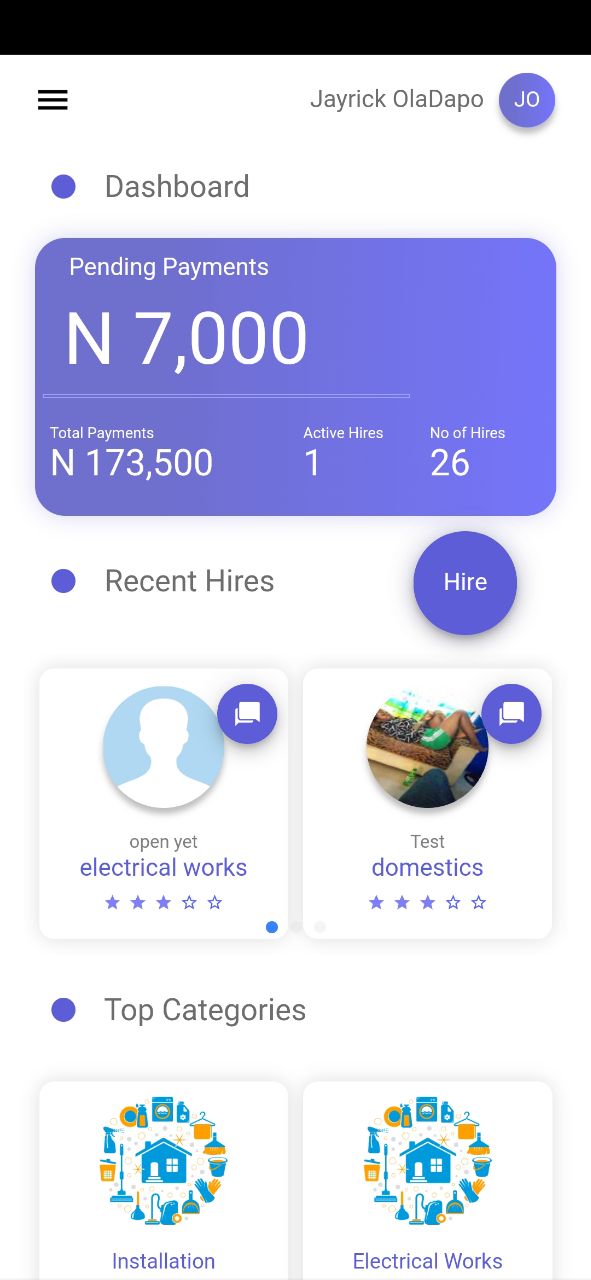 Jayrick OlaDapo JO
Dashboard
Pending Payments
N 7,000
Total Payments Active Hires No of Hires
N 173,500 1 26
Recent Hires Hire
open yet Test
electrical works domestics
Top Categories
Installation Electrical Works